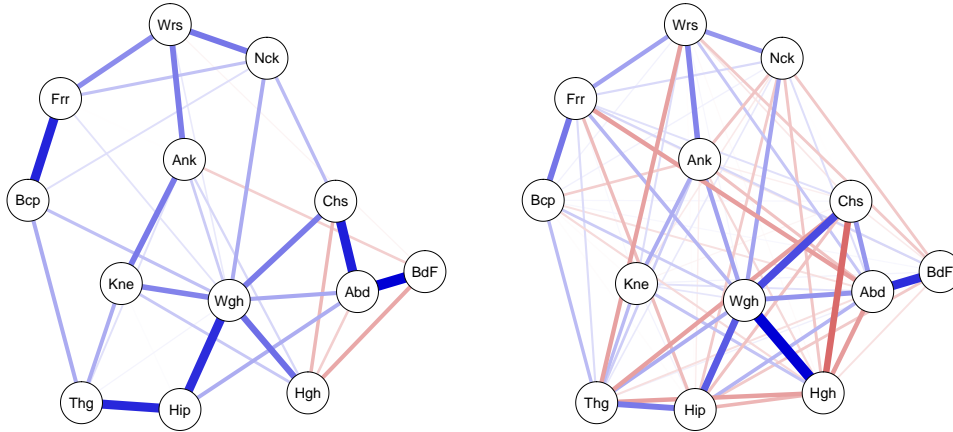 Wrs
Nck
Frr
Ank
Bcp
Chs
BdF
Kne
Wgh
Abd
Thg
Hip
Hgh
Wrs
Nck
Frr
Ank
Bcp
Chs
BdF
Kne
Wgh
Abd
Thg
Hip
Hgh